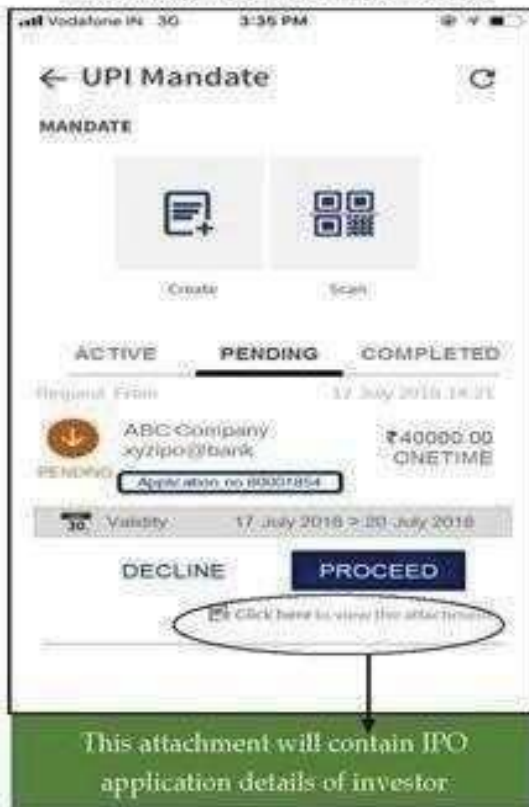 Vodafone IN 3G 3:35 PM
← UPI Mandate
MANDATE
Create Scan
ACTIVE PENDING COMPLETED
Request From 17 July 2018 14:21
ABC Company ₹40000.00
xyzipo@bank ONETIME
PENDING
Application no 80001854
30 Validity 17 July 2018 > 20 July 2018
DECLINE PROCEED
Click here to view the attachment
This attachment will contain IPO
application details of investor